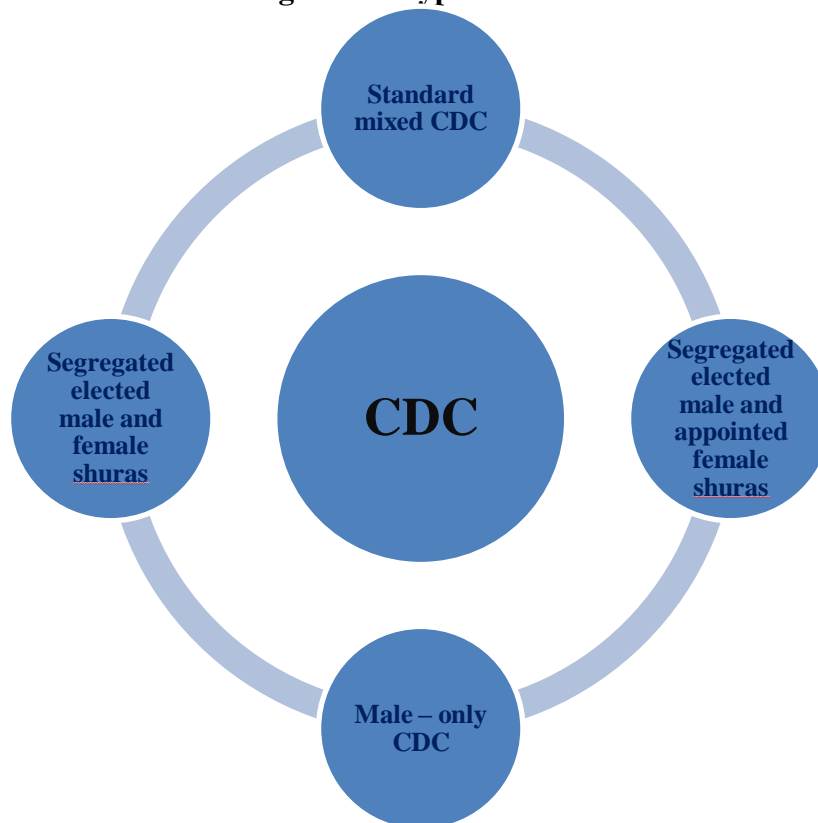 Standard
mixed CDC
Segregated
elected
male and
female
shuras
CDC
Segregated
elected
male and
appointed
female
shuras
Male – only
CDC